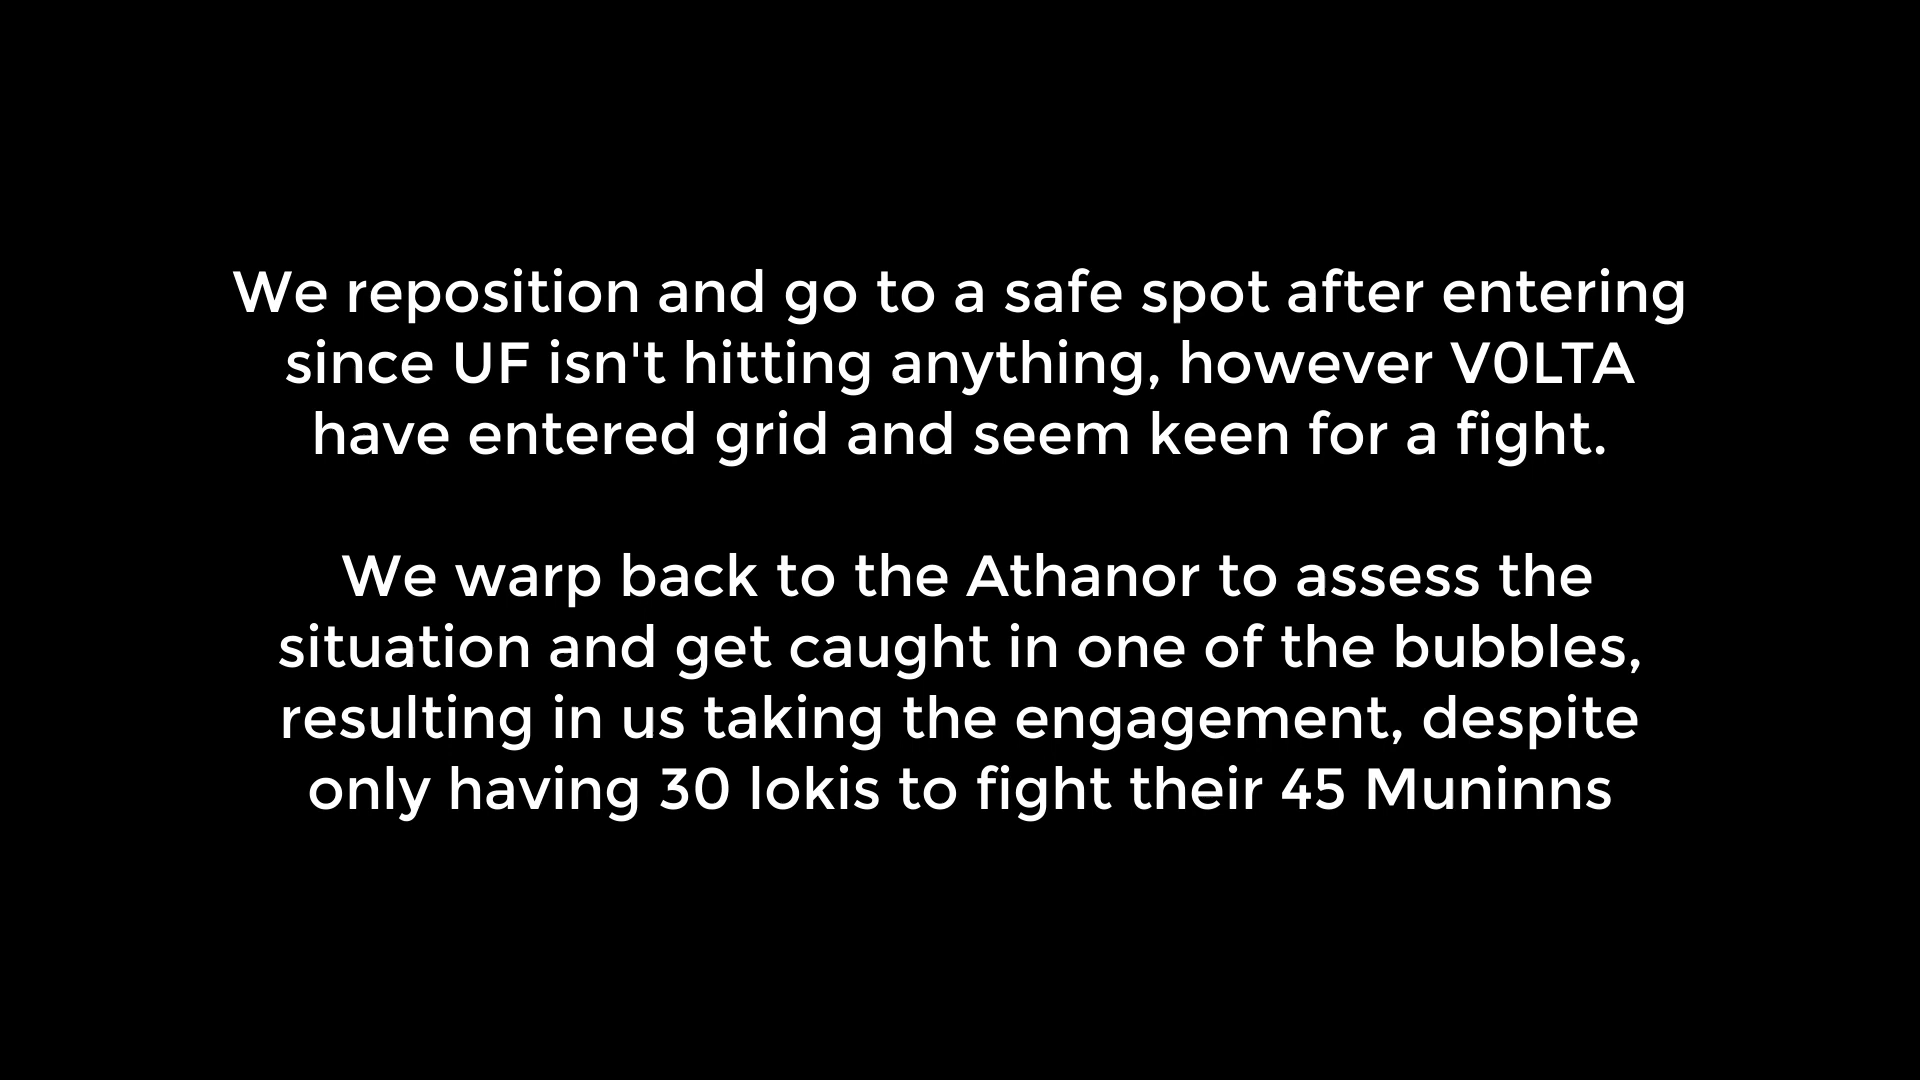 We reposition and go to a safe spot after entering
since UF isn't hitting anything, however V0LTA
have entered grid and seem keen for a fight.
We warp back to the Athanor to assess the
situation and get caught in one of the bubbles,
resulting in us taking the engagement, despite
only having 30 lokis to fight their 45 Muninns